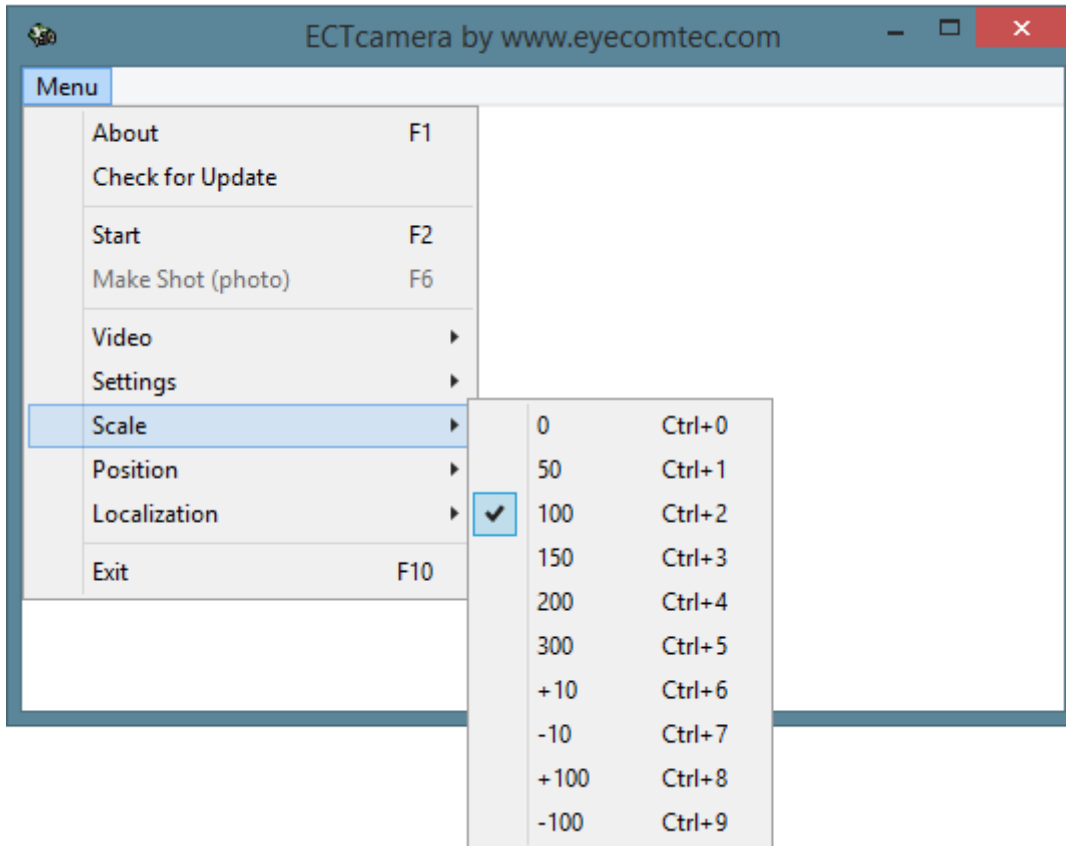 ECTcamera by www.eyecomtec.com
Menu
About F1
Check for Update
Start F2
Make Shot (photo) F6
Video
Settings
Scale
Position
Localization
Exit F10
0 Ctrl+0
50 Ctrl+1
100 Ctrl+2
150 Ctrl+3
200 Ctrl+4
300 Ctrl+5
+10 Ctrl+6
-10 Ctrl+7
+100 Ctrl+8
-100 Ctrl+9